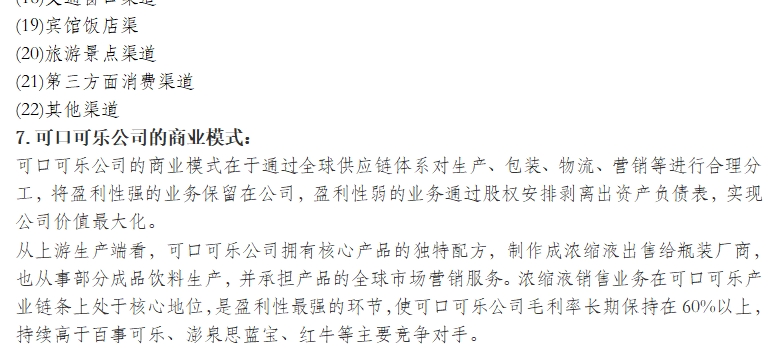 (18)交通窗口渠道
(19)宾馆饭店渠
(20)旅游景点渠道
(21)第三方面消费渠道
(22)其他渠道
7. 可口可乐公司的商业模式：
可口可乐公司的商业模式在于通过全球供应链体系对生产、包装、物流、营销等进行合理分
工，将盈利性强的业务保留在公司，盈利性弱的业务通过股权安排剥离出资产负债表，实现
公司价值最大化。
从上游生产端看，可口可乐公司拥有核心产品的独特配方，制作成浓缩液出售给瓶装厂商，
也从事部分成品饮料生产，并承担产品的全球市场营销服务。浓缩液销售业务在可口可乐产
业链条上处于核心地位，是盈利性最强的环节，使可口可乐公司毛利率长期保持在 60%以上，
持续高于百事可乐、澎泉思蓝宝、红牛等主要竞争对手。